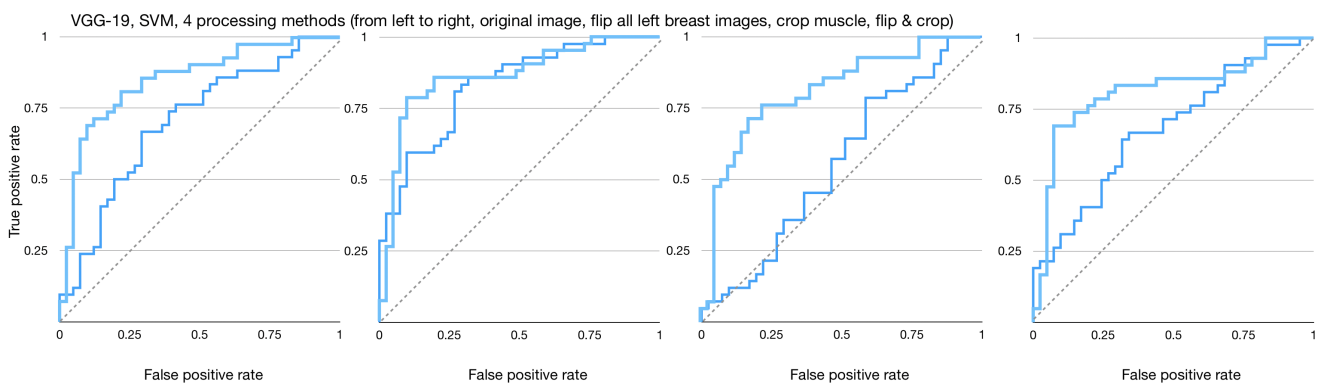 VGG-19, SVM, 4 processing methods (from left to right, original image, flip all left breast images, crop muscle, flip & crop)
True positive rate
1
0.75
0.5
0.25
0 0.25 0.5 0.75 1
False positive rate
1
0.75
0.5
0.25
0 0.25 0.5 0.75 1
False positive rate
1
0.75
0.5
0.25
0 0.25 0.5 0.75 1
False positive rate
1
0.75
0.5
0.25
0 0.25 0.5 0.75 1
False positive rate